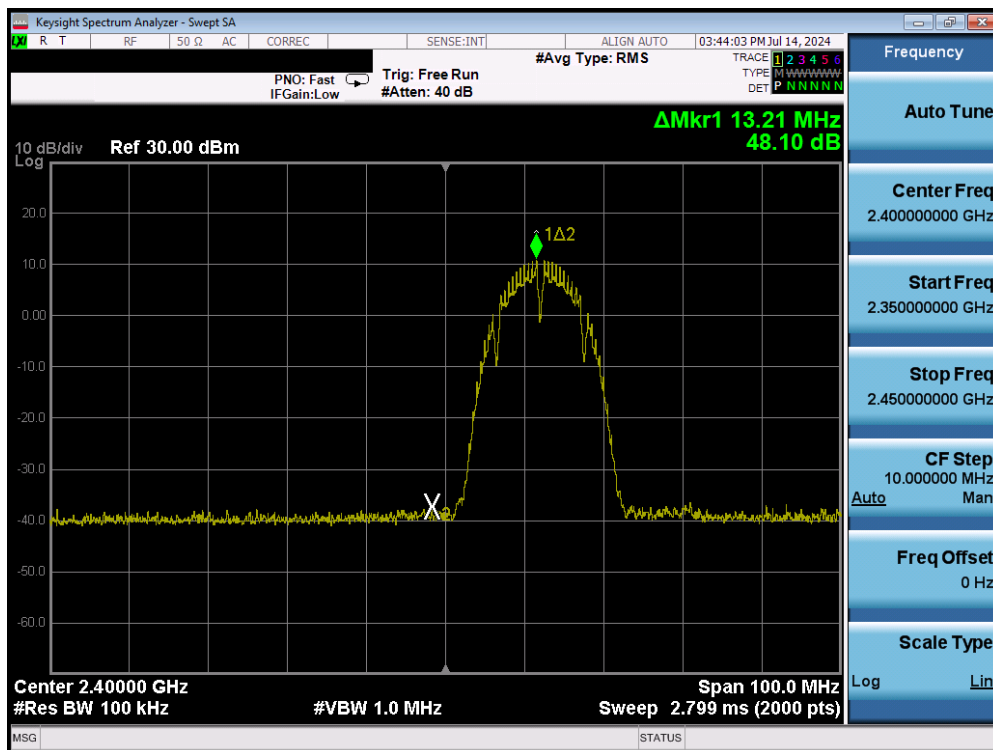 Keysight Spectrum Analyzer - Swept SA
LXI R T RF 50 Ω AC CORREC SENSE:INT ALIGN AUTO 03:44:03 PM Jul 14, 2024
#Avg Type: RMS
TRACE 1 2 3 4 5 6
TYPE M W W W W W
DET P N N N N N
PNO: Fast
IFGain:Low
Trig: Free Run
#Atten: 40 dB
ΔMkr1 13.21 MHz
48.10 dB
10 dB/div
Log
Ref 30.00 dBm
20.0
10.0
0.00
-10.0
-20.0
-30.0
-40.0
-50.0
-60.0
1Δ2
X2
Center 2.40000 GHz
Span 100.0 MHz
#Res BW 100 kHz
#VBW 1.0 MHz
Sweep 2.799 ms (2000 pts)
MSG
STATUS
Frequency
Auto Tune
Center Freq
2.400000000 GHz
Start Freq
2.350000000 GHz
Stop Freq
2.450000000 GHz
CF Step
10.000000 MHz
Auto Man
Freq Offset
0 Hz
Scale Type
Log Lin